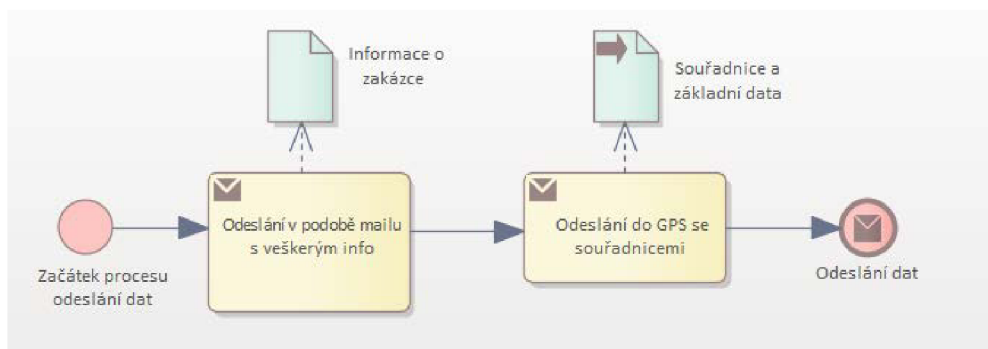 Informace o
zakázce
Souřadnice a
základní data
Odeslání v podobě mailu
s veškerým info
Odeslání do GPS se
souřadnicemi
Začátek procesu
odeslání dat
Odeslání dat